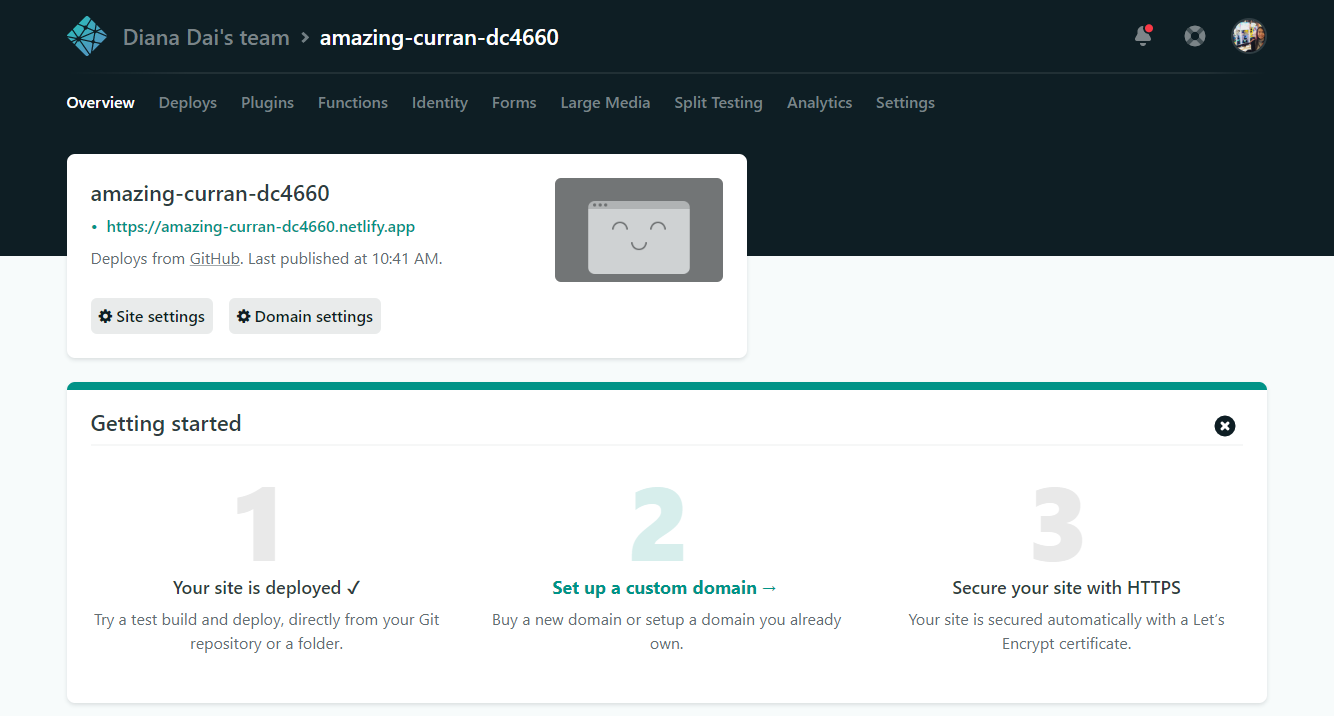 Diana Dai's team > amazing-curran-dc4660
Overview Deploys Plugins Functions Identity Forms Large Media Split Testing Analytics Settings
amazing-curran-dc4660
• https://amazing-curran-dc4660.netlify.app
Deploys from GitHub. Last published at 10:41 AM.
Site settings Domain settings
Getting started
1
Your site is deployed ✓
Try a test build and deploy, directly from your Git
repository or a folder.
2
Set up a custom domain →
Buy a new domain or setup a domain you already
own.
3
Secure your site with HTTPS
Your site is secured automatically with a Let’s
Encrypt certificate.